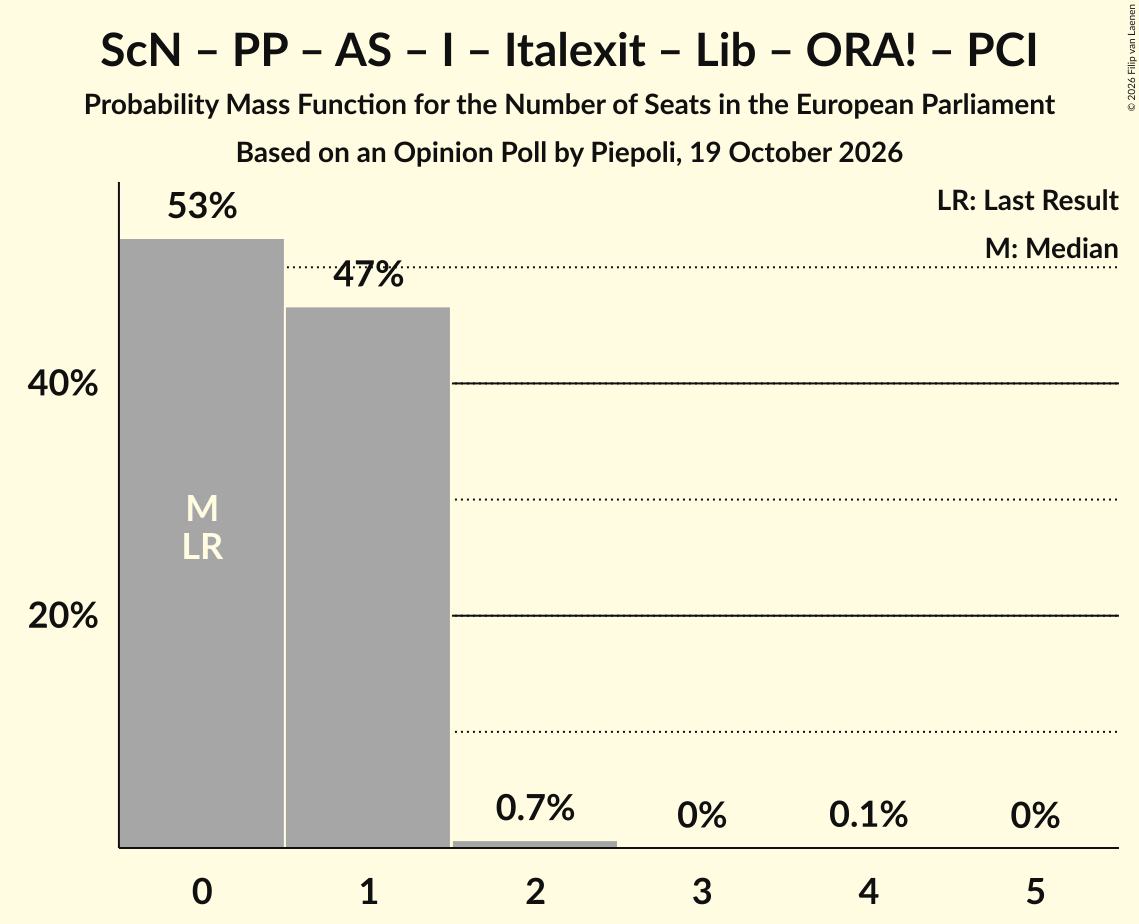 ScN – PP – AS – I – Italexit – Lib – ORA! – PCI
Probability Mass Function for the Number of Seats in the European Parliament
Based on an Opinion Poll by Piepoli, 19 October 2026
© 2026 Filip van Laenen
LR: Last Result
M: Median
53%
47%
40%
M
LR
20%
0.7%
0%
0.1%
0%
0 1 2 3 4 5